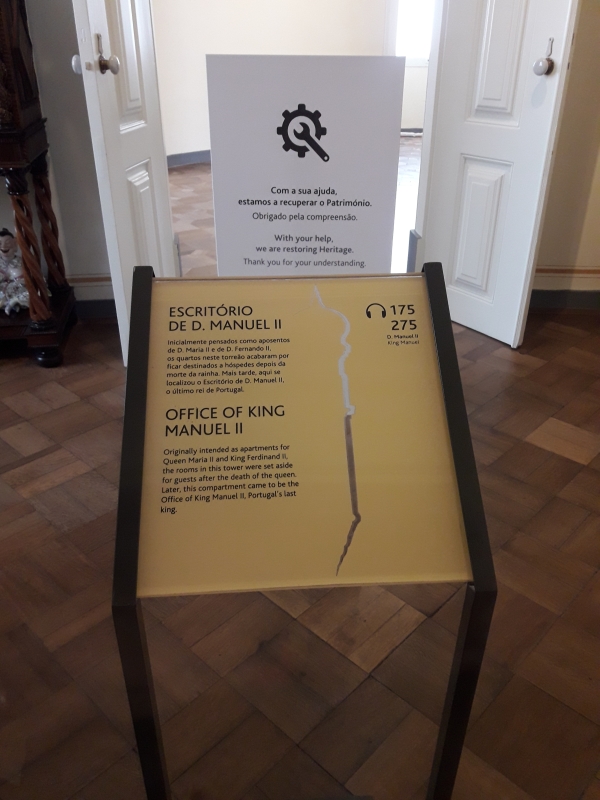 Com a sua ajuda,
estamos a recuperar o Património.
Obrigado pela compreensão.
With your help,
we are restoring Heritage.
Thank you for your understanding.
ESCRITÓRIO
DE D. MANUEL II
Inicialmente pensados como aposentos
de D. Maria II e de D. Fernando II,
os quartos neste torreão acabaram por
ficar destinados a hóspedes depois da
morte da rainha. Mais tarde, aqui se
localizou o Escritório de D. Manuel II,
o último rei de Portugal.
OFFICE OF KING
MANUEL II
Originally intended as apartments for
Queen Maria II and King Ferdinand II,
the rooms in this tower were set aside
for guests after the death of the queen.
Later, this compartment came to be the
Office of King Manuel II, Portugal's last
king.
175
275
D. Manuel II
King Manuel